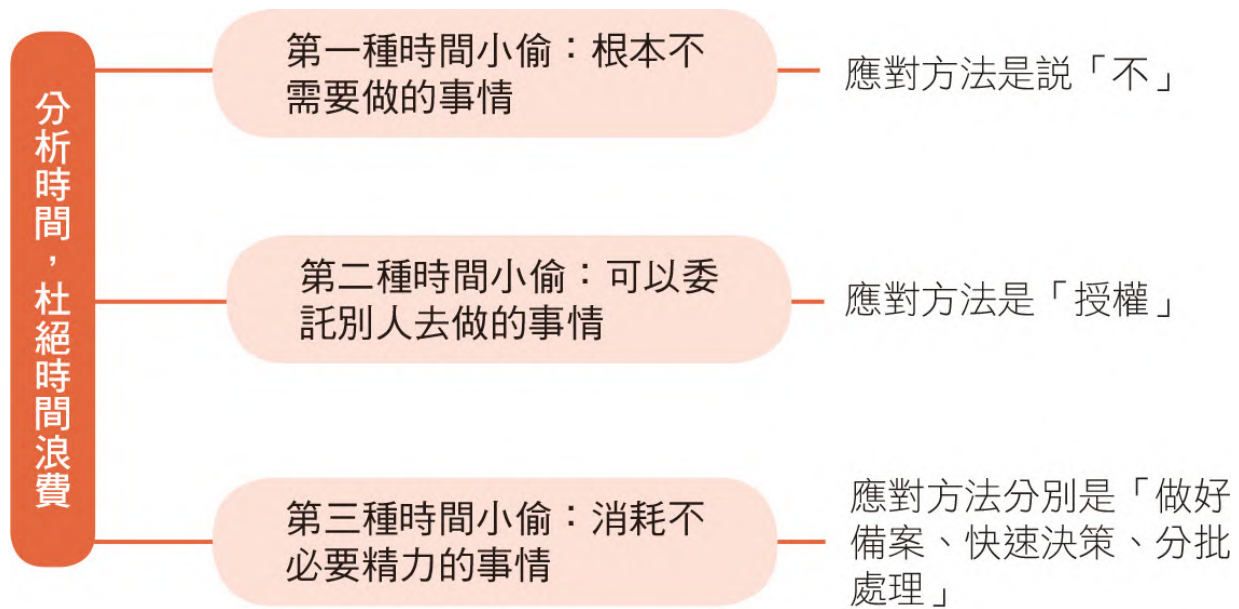 分析時間，杜絕時間浪費
第一種時間小偷：根本不
需要做的事情
應對方法是説「不」
第二種時間小偷：可以委
託別人去做的事情
應對方法是「授權」
第三種時間小偷：消耗不
必要精力的事情
應對方法分別是「做好
備案、快速決策、分批
處理」